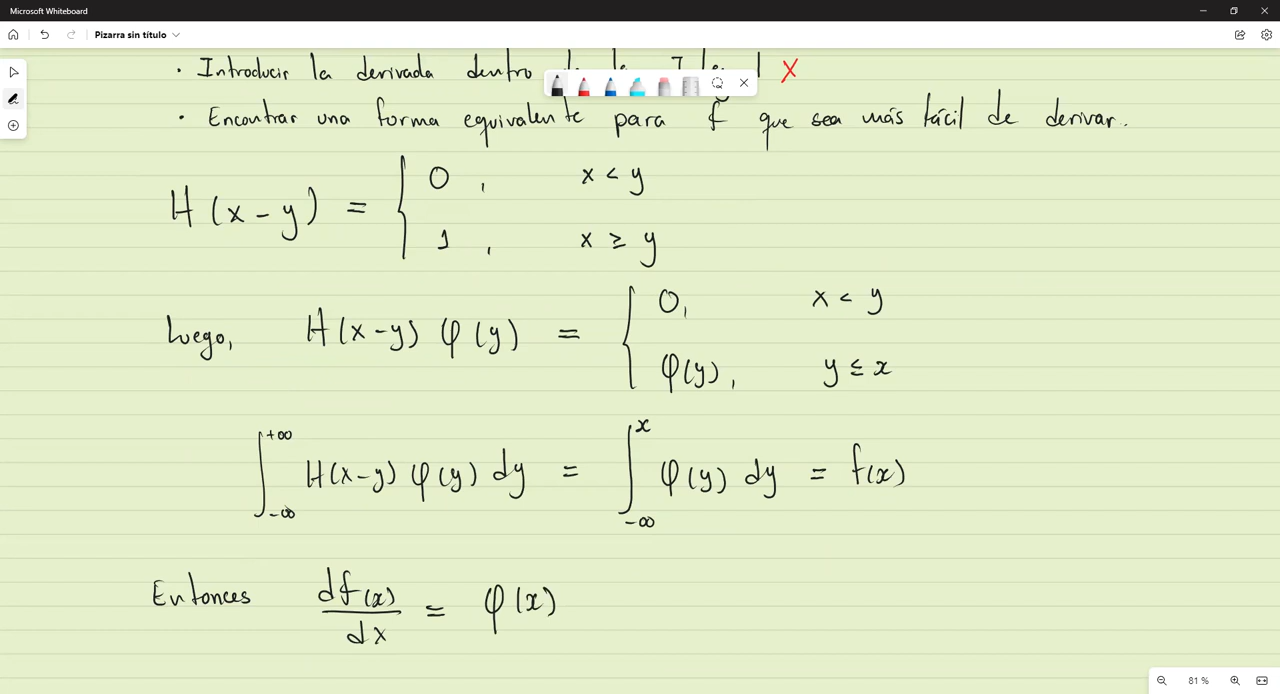 Microsoft Whiteboard
Pizarra sin título
· Introducir la derivada dentro X
· Encontrar una forma equivalente para f que sea más fácil de derivar.
H(x-y) = { 0, x < y
1, x ≥ y
Luego, H(x-y) φ(y) = { 0, x < y
φ(y), y ≤ x
∫_{-∞}^{+∞} H(x-y) φ(y) dy = ∫_{-∞}^{x} φ(y) dy = f(x)
Entonces df(x)/dx = φ(x)
81 %